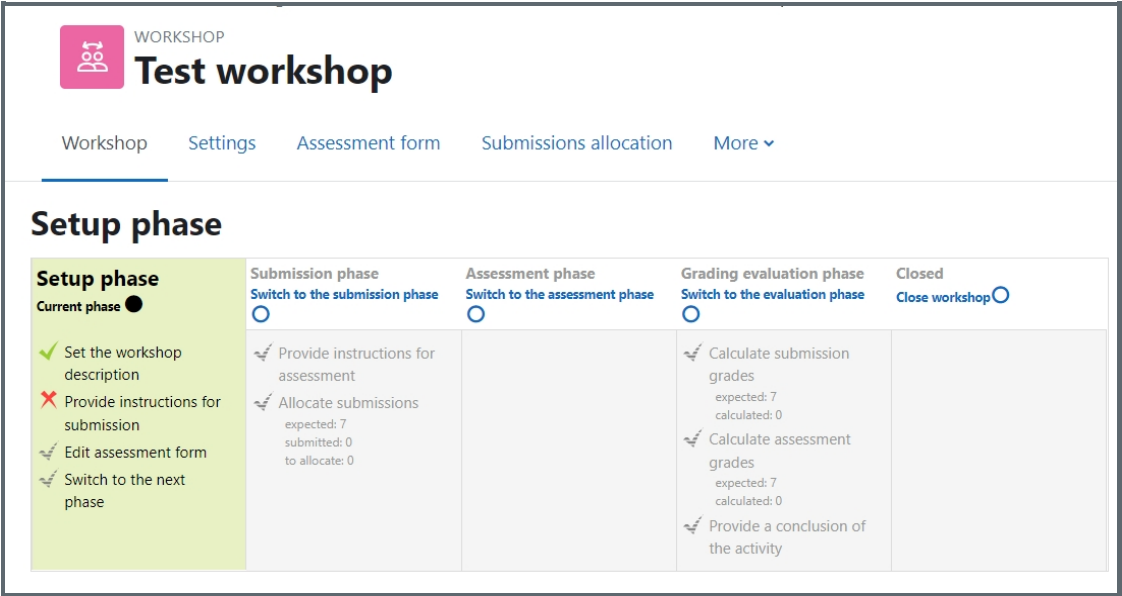 WORKSHOP
Test workshop
Workshop
Settings
Assessment form
Submissions allocation
More
Setup phase
Setup phase
Current phase
Set the workshop
description
Provide instructions for
submission
Edit assessment form
Switch to the next
phase
Submission phase
Switch to the submission phase
Provide instructions for
assessment
Allocate submissions
expected: 7
submitted: 0
to allocate: 0
Assessment phase
Switch to the assessment phase
Grading evaluation phase
Switch to the evaluation phase
Calculate submission
grades
expected: 7
calculated: 0
Calculate assessment
grades
expected: 7
calculated: 0
Provide a conclusion of
the activity
Closed
Close workshop